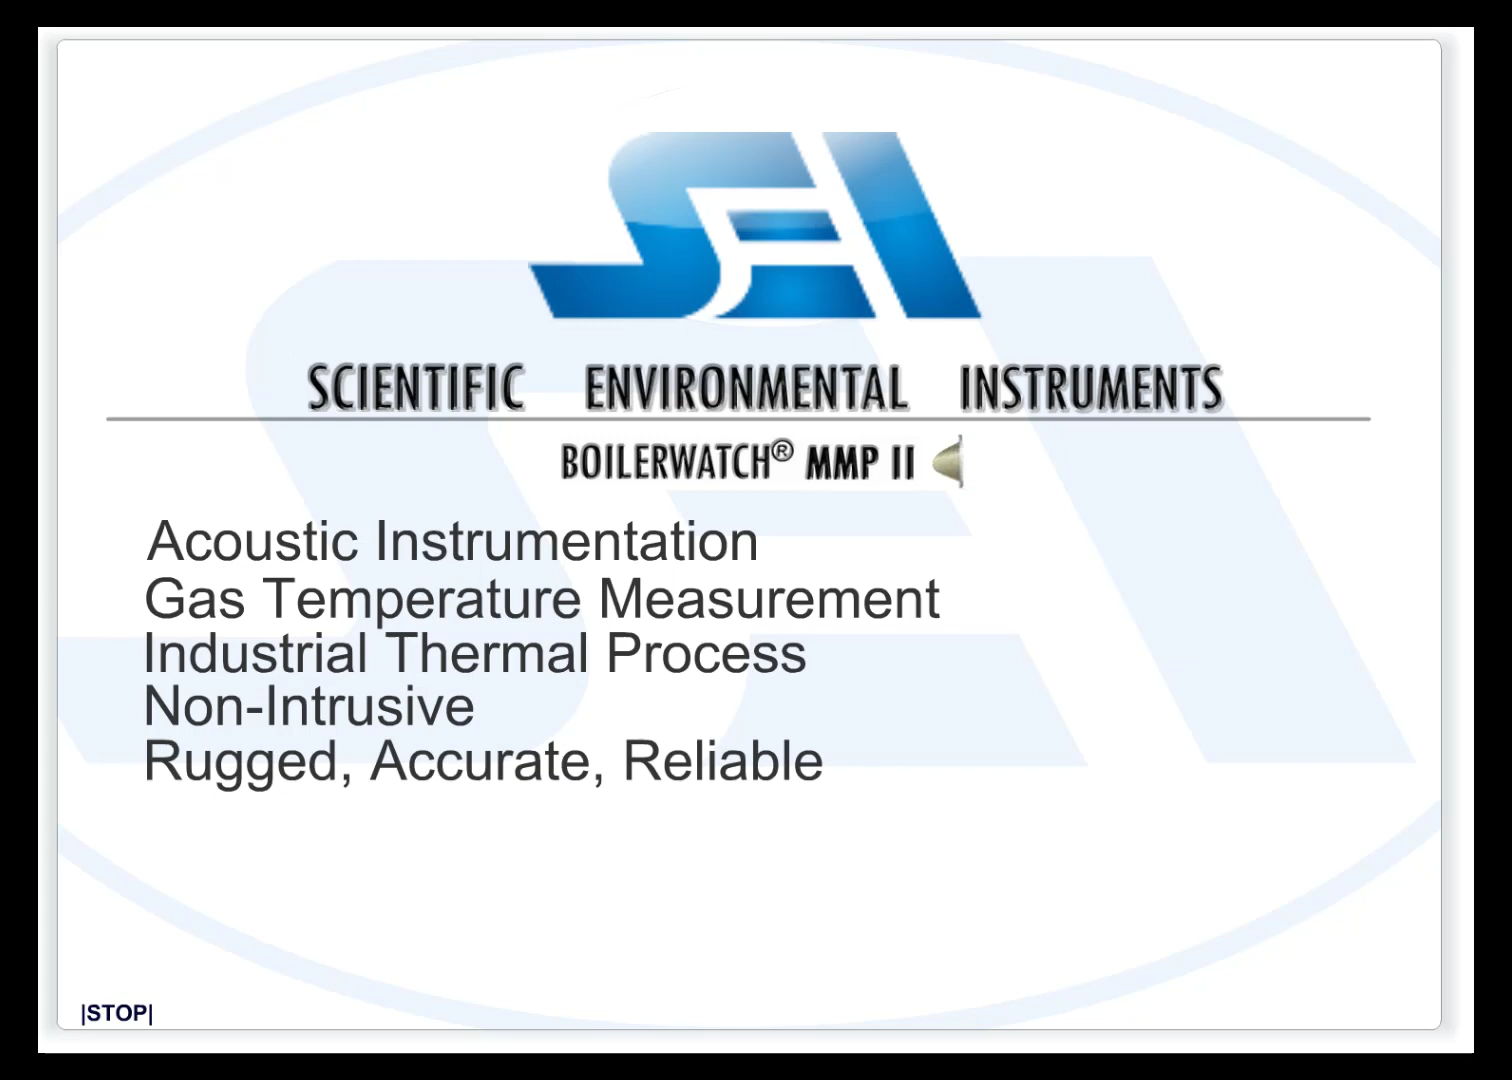 SEI
SCIENTIFIC ENVIRONMENTAL INSTRUMENTS
BOILERWATCH® MMP II
Acoustic Instrumentation
Gas Temperature Measurement
Industrial Thermal Process
Non-Intrusive
Rugged, Accurate, Reliable
|STOP|